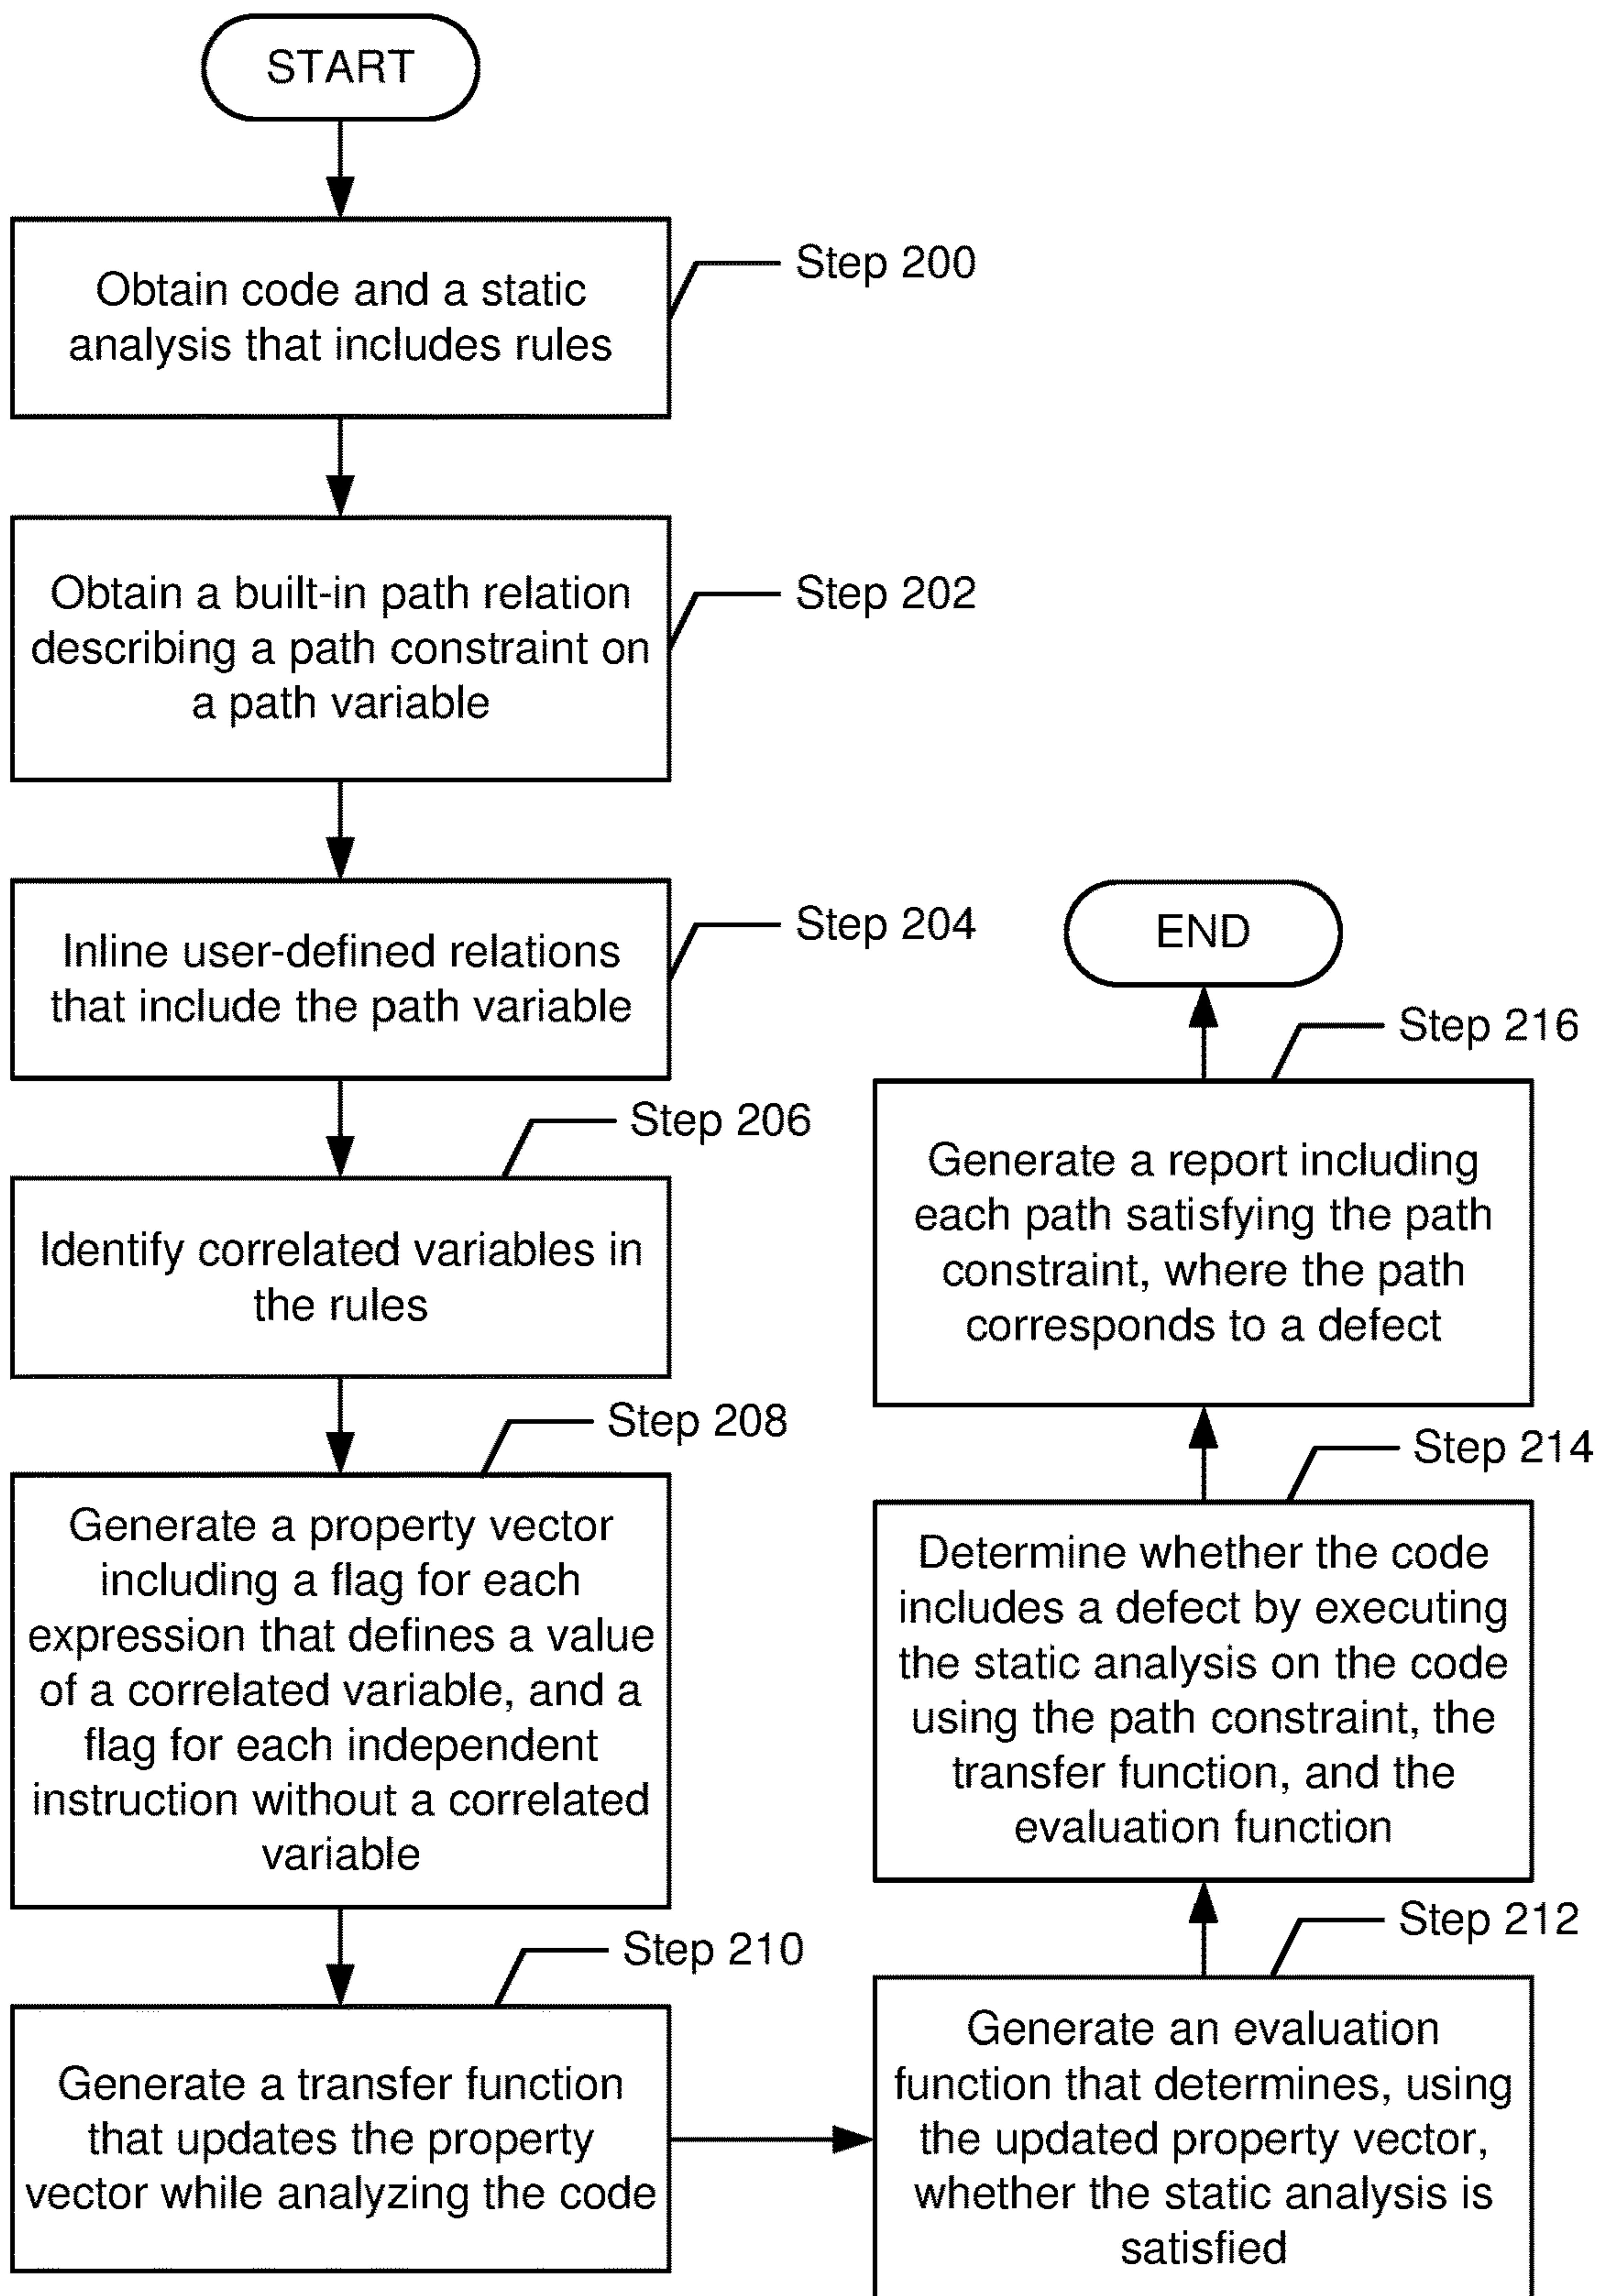 START
Step 200
Obtain code and a static
analysis that includes rules
Step 202
Obtain a built-in path relation
describing a path constraint on
a path variable
Step 204
Inline user-defined relations
that include the path variable
Step 206
Identify correlated variables in
the rules
Step 208
Generate a property vector
including a flag for each
expression that defines a value
of a correlated variable, and a
flag for each independent
instruction without a correlated
variable
Step 210
Generate a transfer function
that updates the property
vector while analyzing the code
Step 212
Generate an evaluation
function that determines, using
the updated property vector,
whether the static analysis is
satisfied
Step 214
Determine whether the code
includes a defect by executing
the static analysis on the code
using the path constraint, the
transfer function, and the
evaluation function
Step 216
Generate a report including
each path satisfying the path
constraint, where the path
corresponds to a defect
END